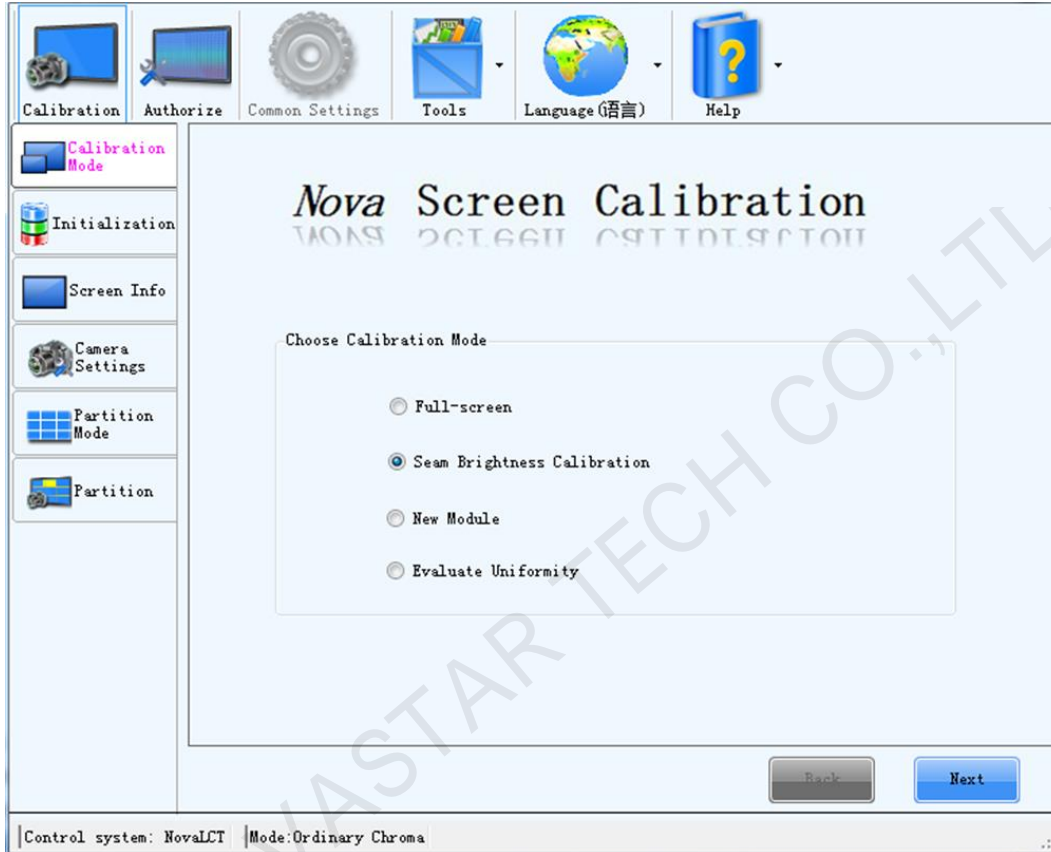 Calibration
Authorize
Common Settings
Tools
Language(语言)
Help
Calibration
Mode
Initialization
Screen Info
Camera
Settings
Partition
Mode
Partition
Nova Screen Calibration
Choose Calibration Mode
Full-screen
Seam Brightness Calibration
New Module
Evaluate Uniformity
Back
Next
Control system: NovaLCT
Mode:Ordinary Chroma
VASTAR TECH CO.,LT